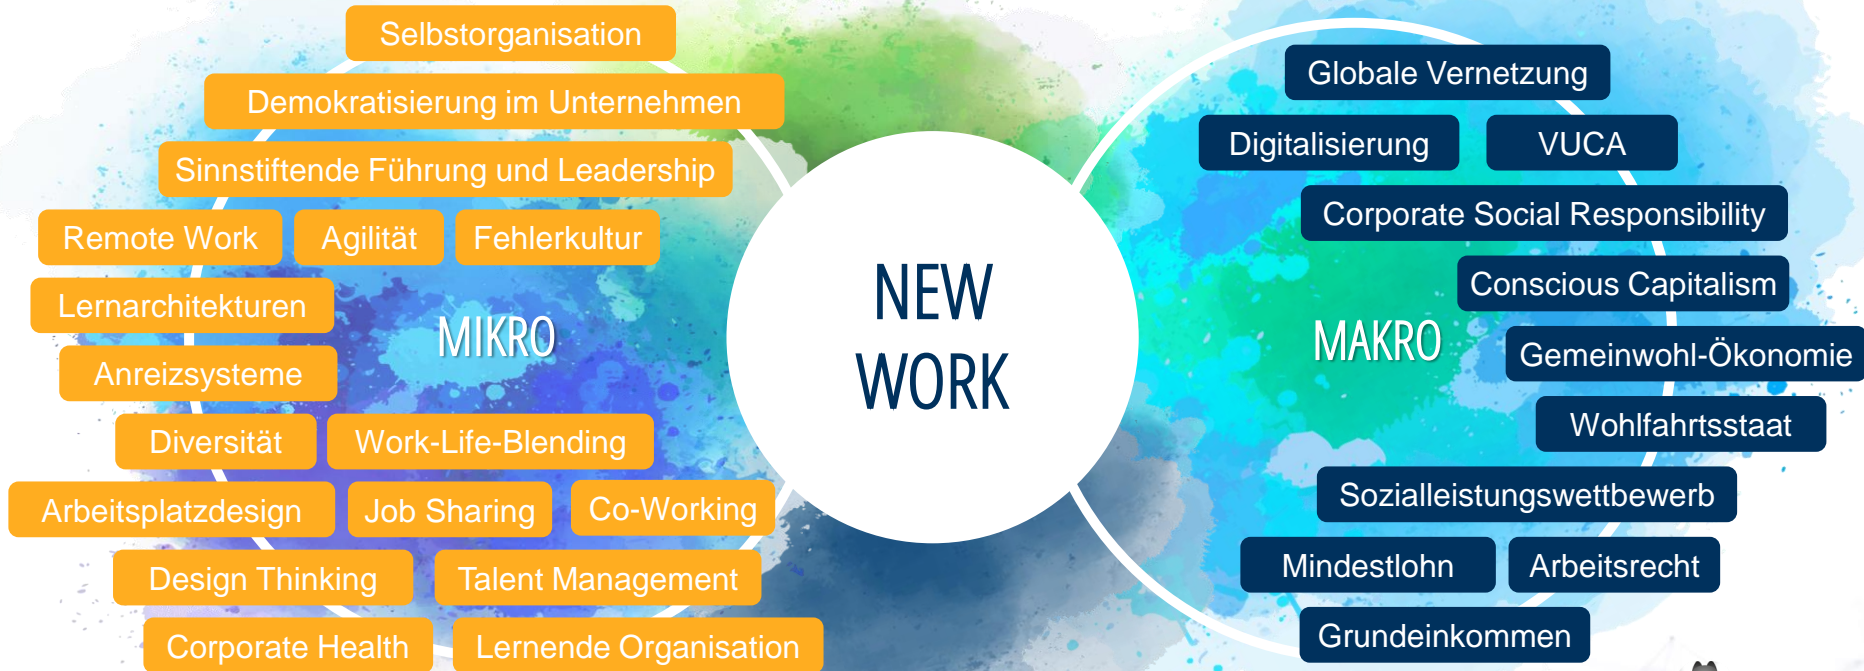 Selbstorganisation
Demokratisierung im Unternehmen
Sinnstiftende Führung und Leadership
Remote Work
Agilität
Fehlerkultur
Lernarchitekturen
MIKRO
Anreizsysteme
Diversität
Work-Life-Blending
Arbeitsplatzdesign
Job Sharing
Co-Working
Design Thinking
Talent Management
Corporate Health
Lernende Organisation
NEW
WORK
Globale Vernetzung
Digitalisierung
VUCA
Corporate Social Responsibility
Conscious Capitalism
MAKRO
Gemeinwohl-Ökonomie
Wohlfahrtsstaat
Sozialleistungswettbewerb
Mindestlohn
Arbeitsrecht
Grundeinkommen